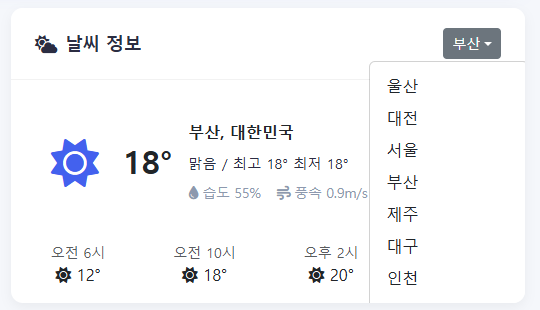 날씨 정보
부산
부산, 대한민국
18°
맑음 / 최고 18° 최저 18°
습도 55% 풍속 0.9m/s
오전 6시 오전 10시 오후 2시
12° 18° 20°
울산
대전
서울
부산
제주
대구
인천